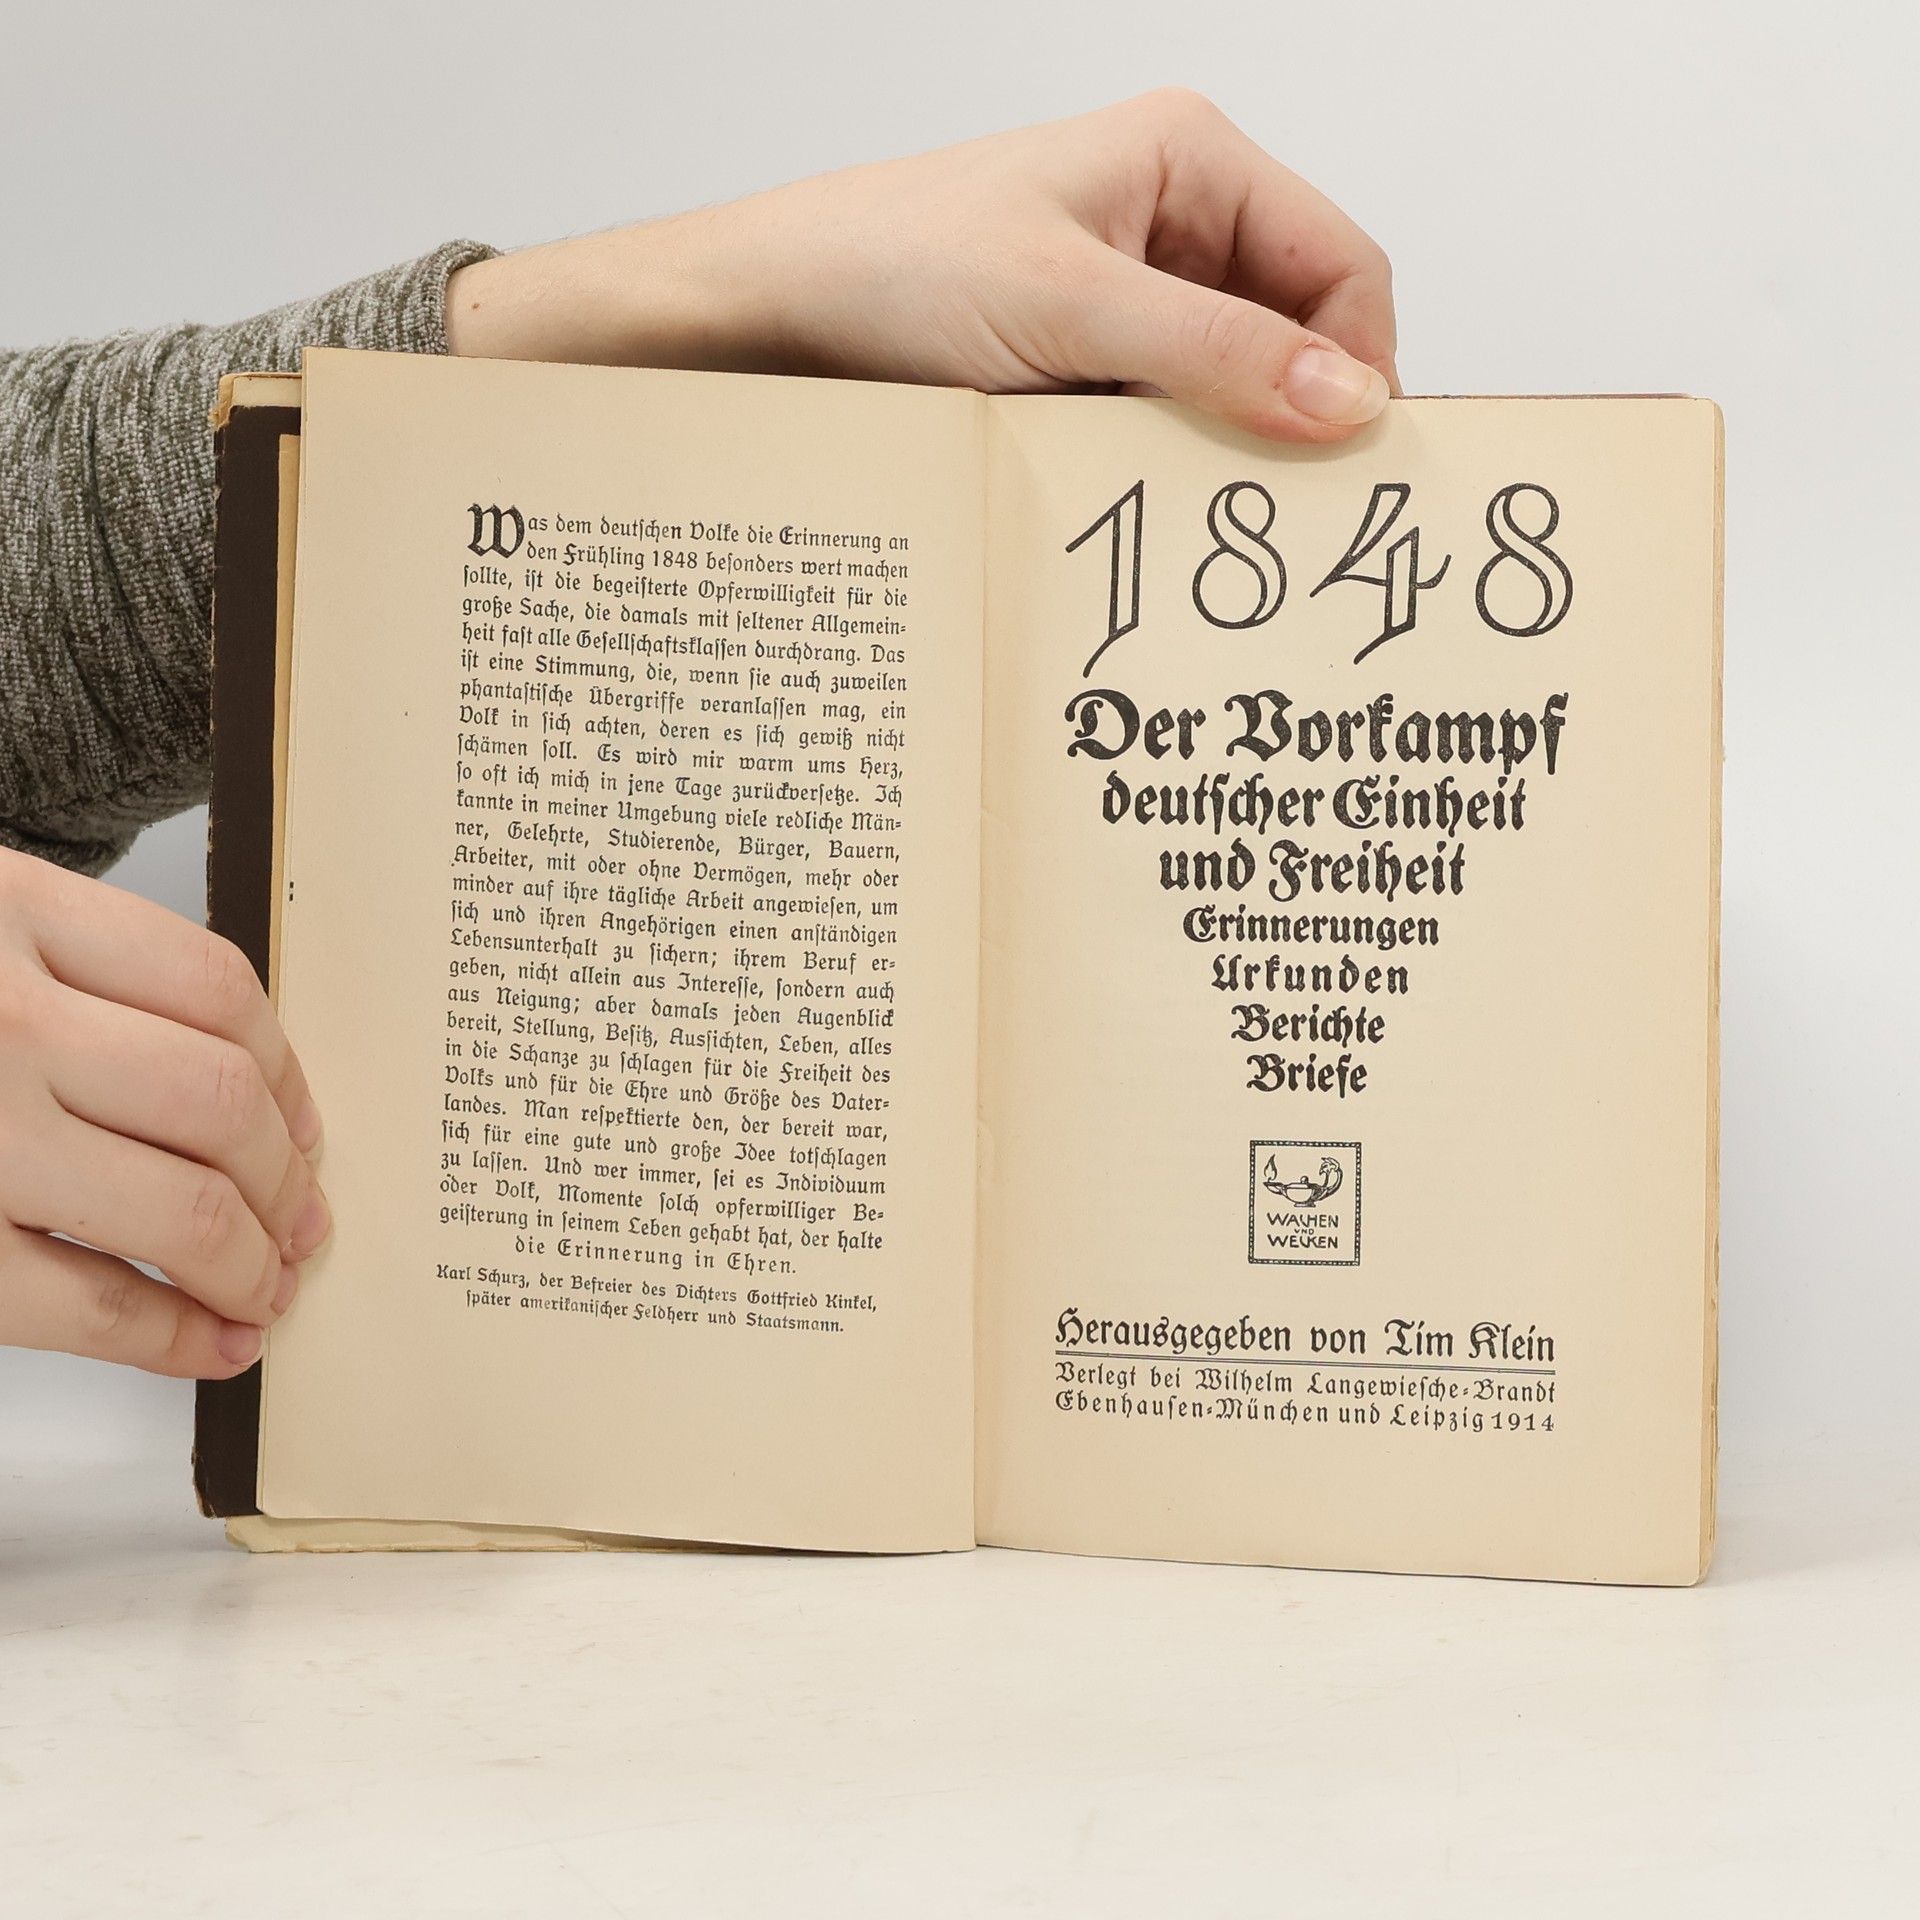 Was dem deutſchen Volke die Erinnerung an
den Frühling 1848 beſonders wert machen
ſollte, iſt die begeiſterte Opferwilligkeit für die
große Sache, die damals mit ſeltener Allgemein⸗
heit faſt alle Geſellſchaftsklaſſen durchdrang. Das
iſt eine Stimmung, die, wenn ſie auch zuweilen
phantaſtiſche Übergriffe veranlaſſen mag, ein
Volk in ſich achten, deren es ſich gewiß nicht
ſchämen ſoll. Es wird mir warm ums Herz,
ſo oft ich mich in jene Tage zurückverſetze. Ich
kannte in meiner Umgebung viele redliche Män⸗
ner, Gelehrte, Studierende, Bürger, Bauern,
Arbeiter, mit oder ohne Vermögen, mehr oder
minder auf ihre tägliche Arbeit angewieſen, um
ſich und ihren Angehörigen einen anſtändigen
Lebensunterhalt zu ſichern; ihrem Beruf er⸗
geben, nicht allein aus Intereſſe, ſondern auch
aus Neigung; aber damals jeden Augenblick
bereit, Stellung, Beſitz, Ausſichten, Leben, alles
in die Schanze zu ſchlagen für die Freiheit des
Volks und für die Ehre und Größe des Vater⸗
landes. Man reſpektierte den, der bereit war,
ſich für eine gute und große Idee totſchlagen
zu laſſen. Und wer immer, ſei es Individuum
oder Volk, Momente ſolch opferwilliger Be⸗
geiſterung in ſeinem Leben gehabt hat, der halte
die Erinnerung in Ehren.
Karl Schurz, der Befreier des Dichters Gottfried Kinkel,
ſpäter amerikaniſcher Feldherr und Staatsmann.
1848
Der Vorkampf
deutſcher Einheit
und Freiheit
Erinnerungen
Urkunden
Berichte
Briefe
WACHEN
UND
WECKEN
Herausgegeben von Tim Klein
Verlegt bei Wilhelm Langewieſche⸗Brandt
Ebenhauſen⸗München und Leipzig 1914